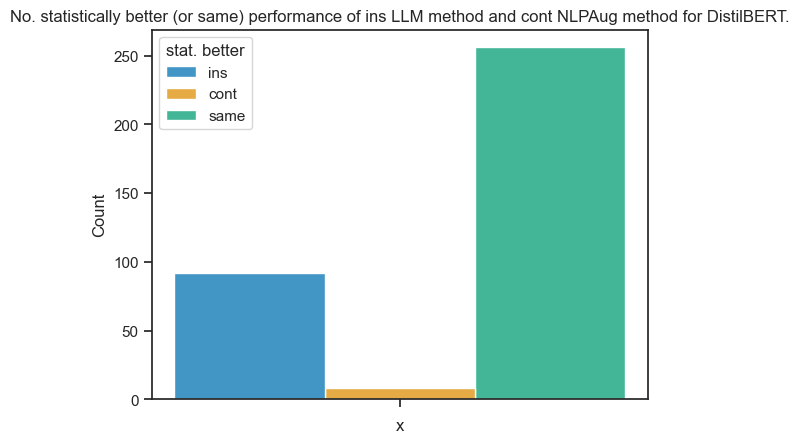 No. statistically better (or same) performance of ins LLM method and cont NLPAug method for DistilBERT.
stat. better
ins
cont
same
250
200
150
100
50
0
Count
x